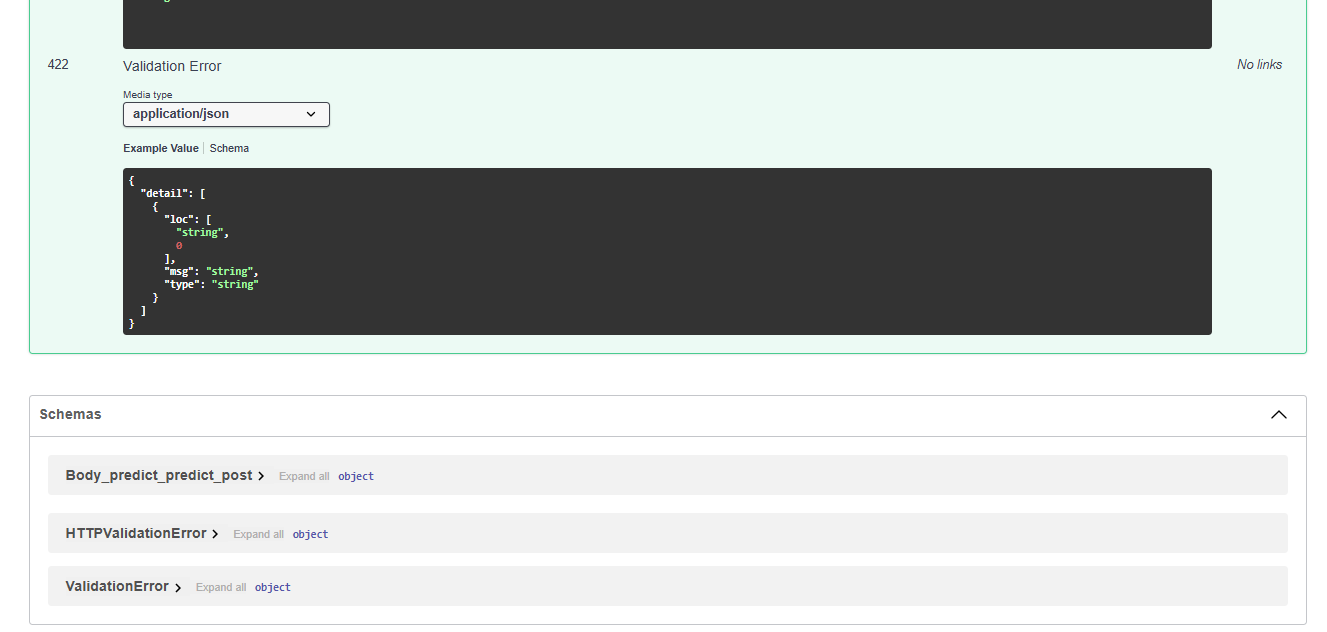 422
Validation Error
No links
Media type
application/json
Example Value
Schema
{
"detail": [
{
"loc": [
"string",
0
],
"msg": "string",
"type": "string"
}
]
}
Schemas
Body_predict_predict_post Expand all object
HTTPValidationError Expand all object
ValidationError Expand all object